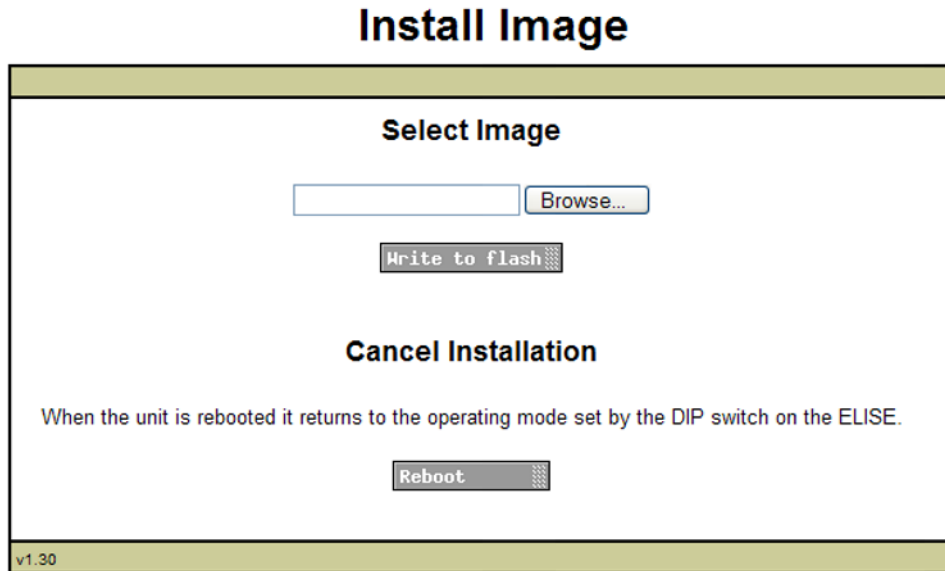 Install Image
Select Image
Browse...
Write to flash
Cancel Installation
When the unit is rebooted it returns to the operating mode set by the DIP switch on the ELISE.
Reboot
v1.30